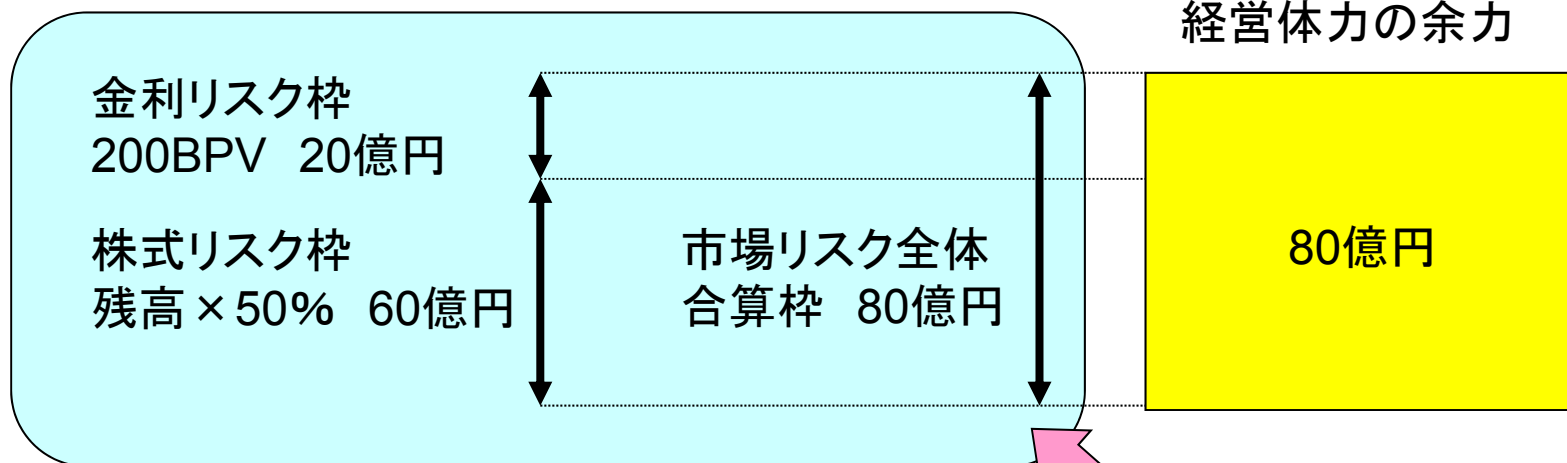 経営体力の余力
金利リスク枠
200BPV 20億円
株式リスク枠
残高×50% 60億円
市場リスク全体
合算枠 80億円
80億円